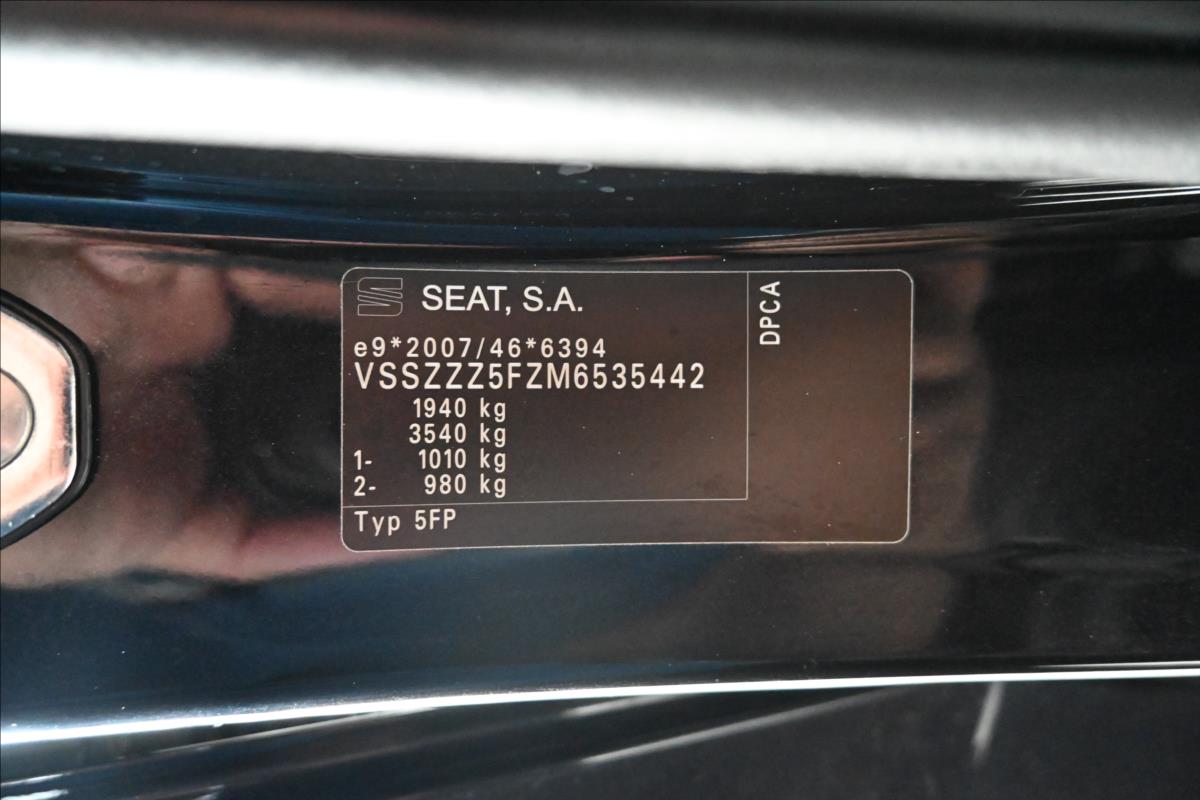 SEAT, S.A.
e9*2007/46*6394
VSSZZZ5FZM6535442
1940 kg
3540 kg
1- 1010 kg
2- 980 kg
Typ 5FP
DPCA